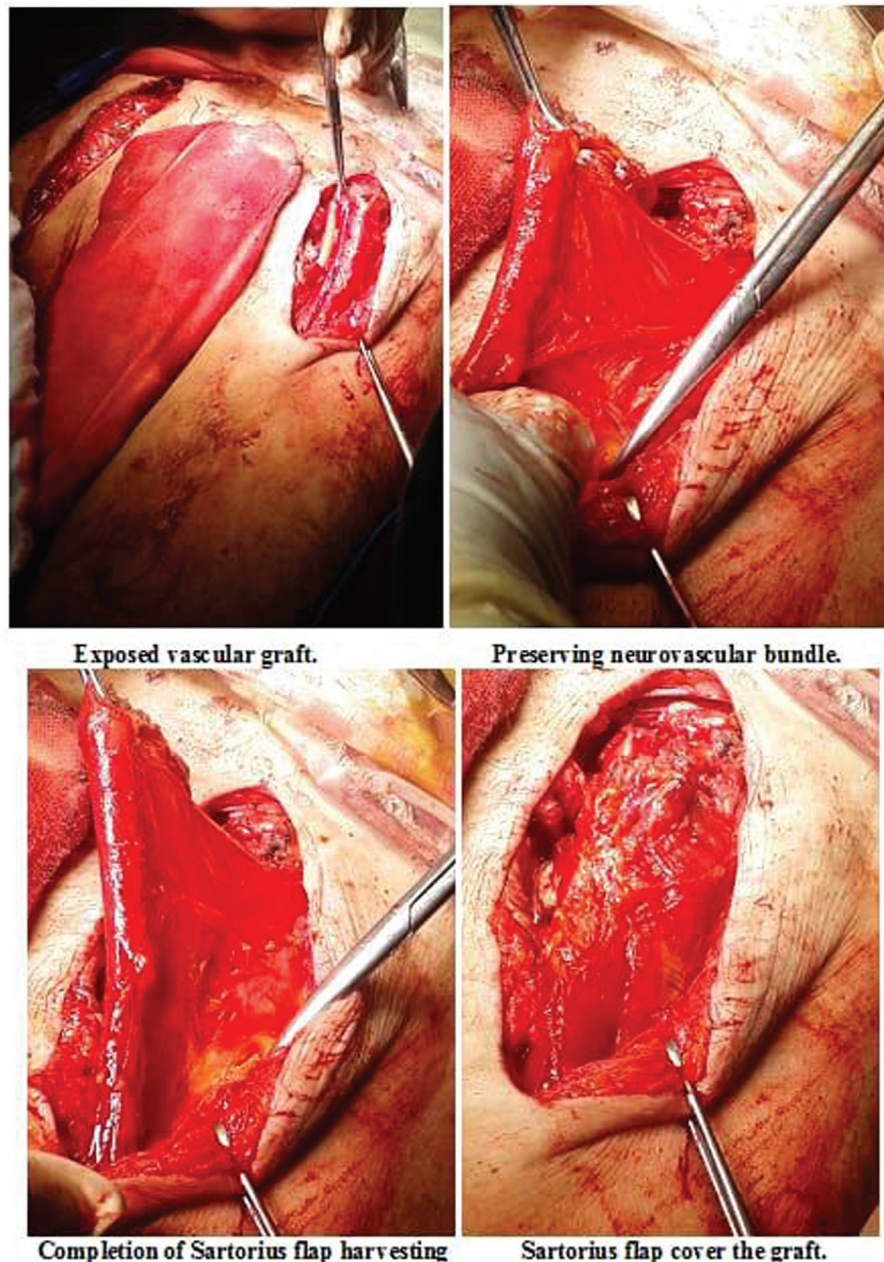 Exposed vascular graft.
Preserving neurovascular bundle.
Completion of Sartorius flap harvesting
Sartorius flap cover the graft.